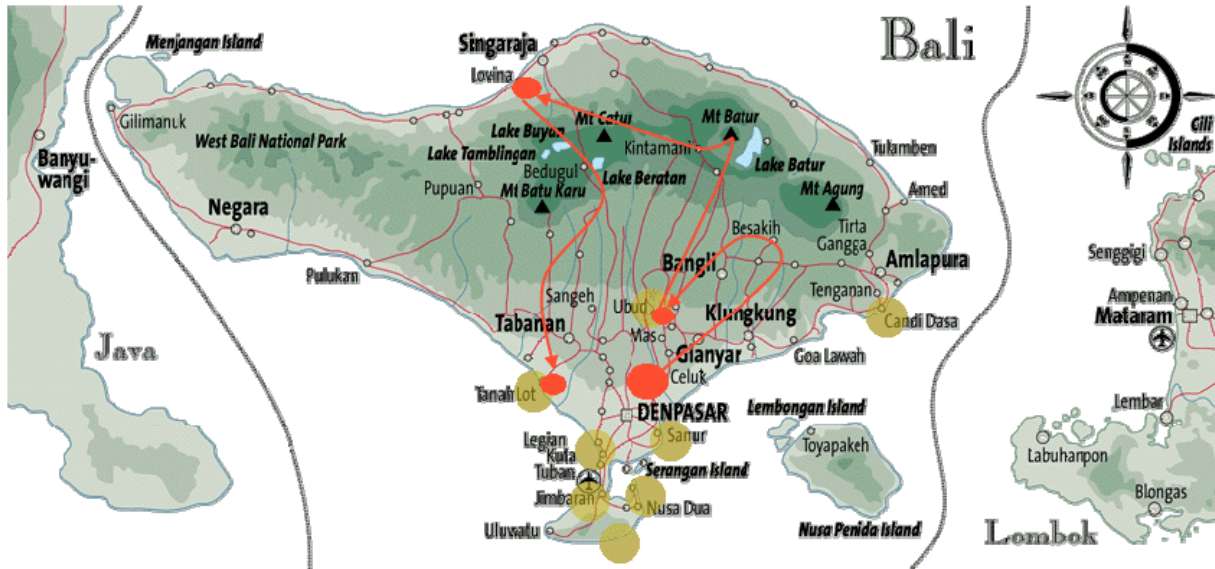 Bali
Menjangan Island
Singaraja
Lovina
Gili
Islands
Gilimanuk
Banyu-
wangi
West Bali National Park
Lake Buyan
Mt Catur
Mt Batur
Lake Tamblingan
Kintamani
Lake Batur
Tulamben
Bedugul
Lake Beratan
Pupuan
Mt Batu Karu
Mt Agung
Amed
Negara
Besakih
Tirta
Gangga
Senggigi
Pulukan
Bangli
Amlapura
Tenganan
Ampenan
Mataram
Sangeh
Ubud
Klungkung
Candi Dasa
Tabanan
Mas
Gianyar
Goa Lawah
Java
Celuk
Tanah Lot
DENPASAR
Lembongan Island
Lembar
Legian
Kuta
Sanur
Toyapakeh
Labuhanpon
Tuban
Serangan Island
Jimbaran
Nusa Dua
Blongas
Uluwatu
Nusa Penida Island
Lombok